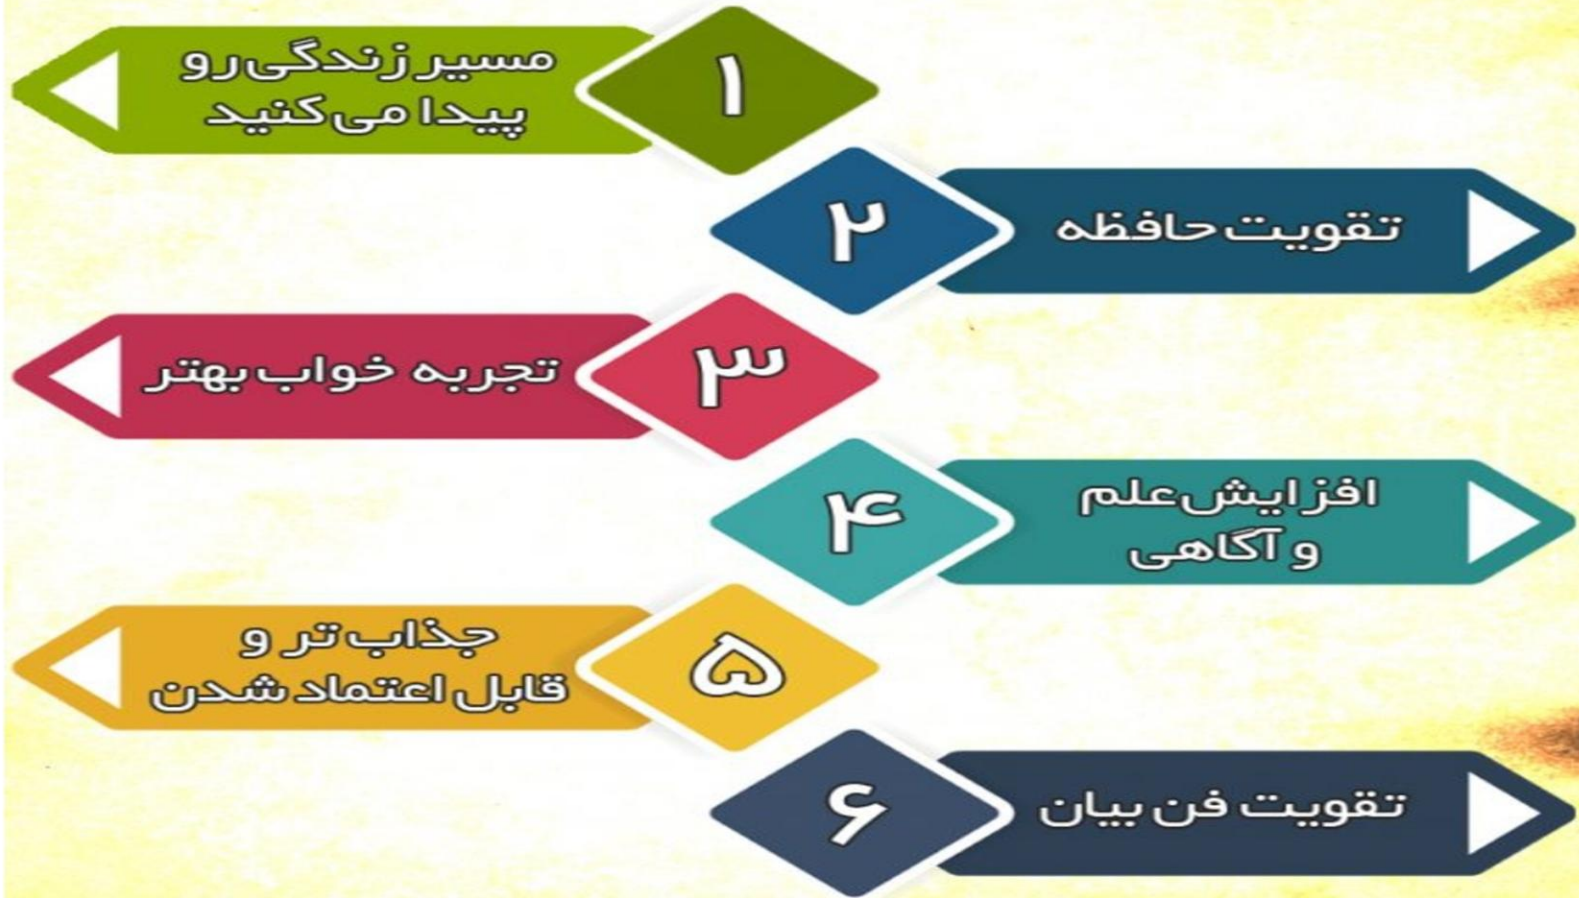 ۱
مسیر زندگی رو
پیدا می‌کنید
۲
تقویت حافظه
۳
تجربه خواب بهتر
۴
افزایش علم
و آگاهی
۵
جذاب تر و
قابل اعتماد شدن
۶
تقویت فن بیان